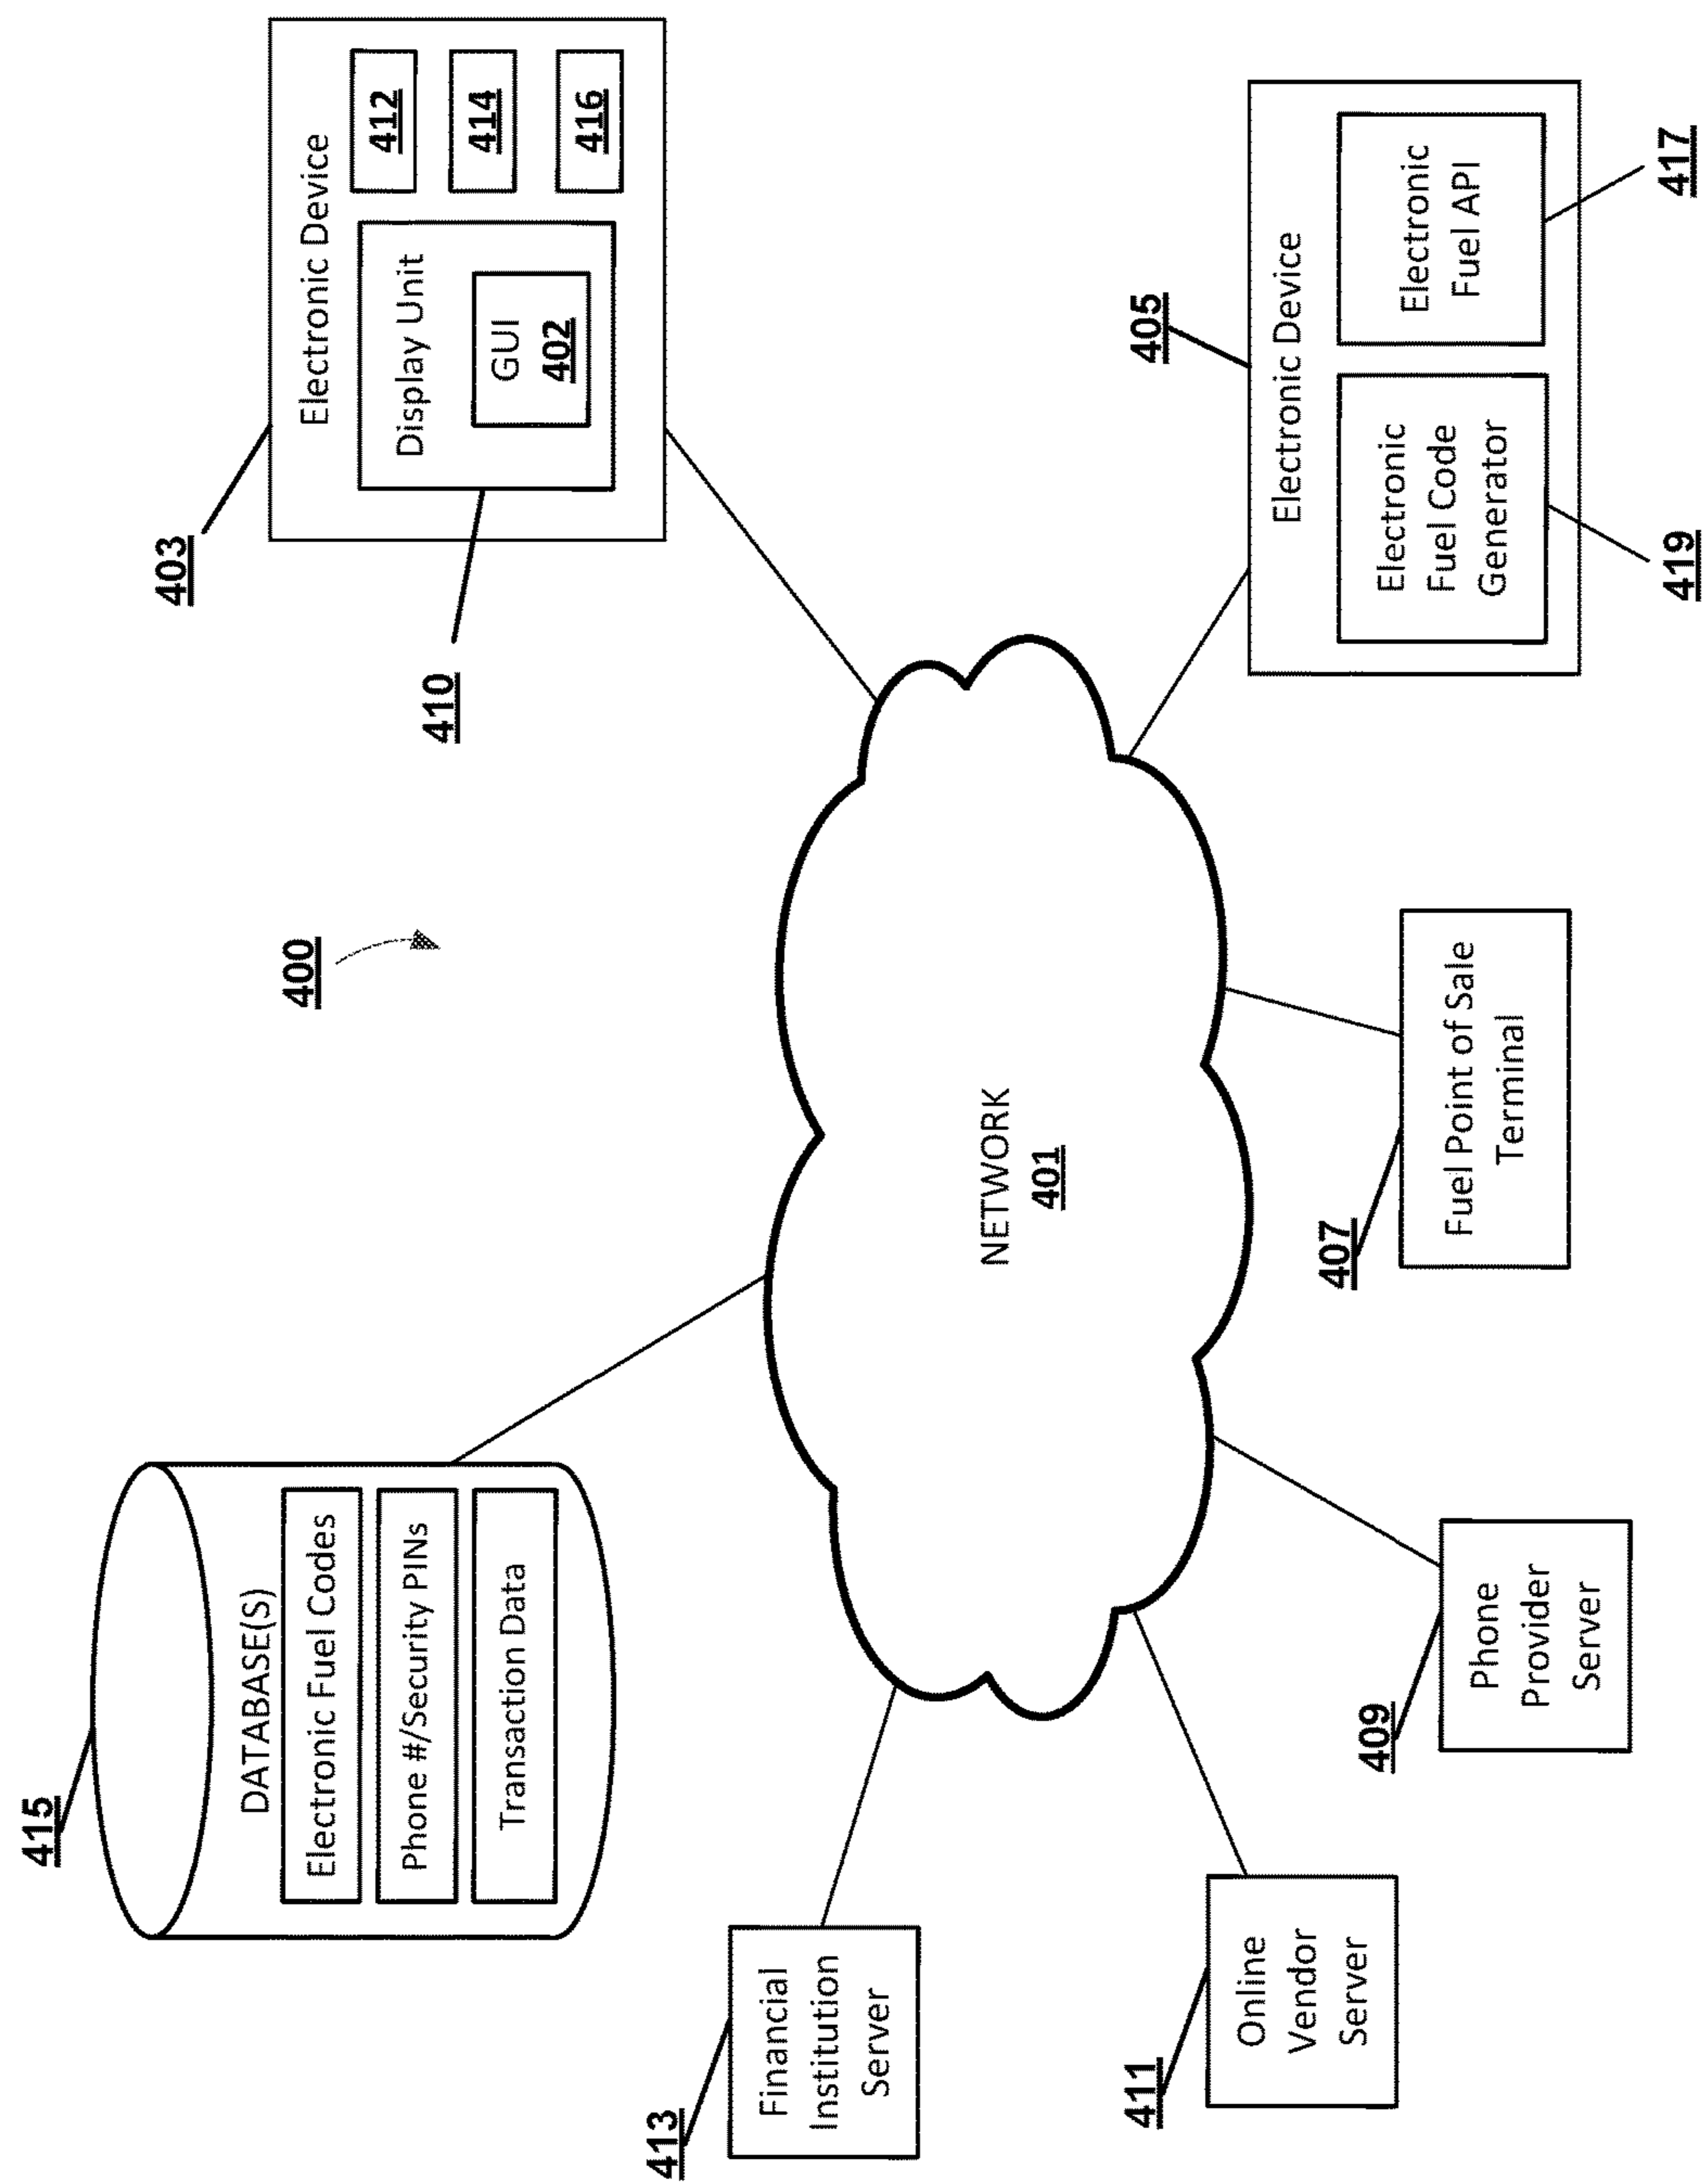 400
415
DATABASE(S)
Electronic Fuel Codes
Phone #/Security PINs
Transaction Data
403
Electronic Device
410
Display Unit
GUI
402
412
414
416
413
Financial
Institution
Server
NETWORK
401
411
Online
Vendor
Server
409
Phone
Provider
Server
407
Fuel Point of Sale
Terminal
405
Electronic Device
Electronic
Fuel Code
Generator
419
Electronic
Fuel API
417